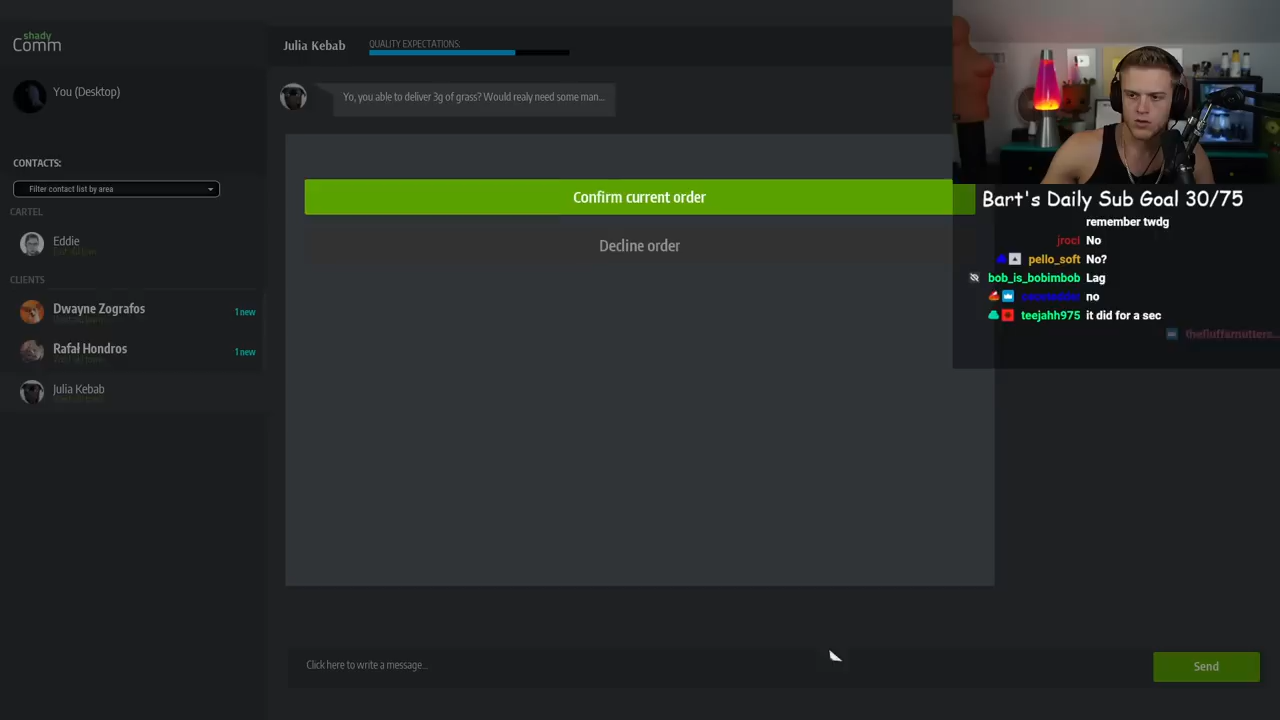 shady
Comm
You (Desktop)
CONTACTS:
Filter contact list by area
CARTEL
Eddie
CLIENTS
Dwayne Zografos
1 new
Rafał Hondros
1 new
Julia Kebab
Julia Kebab
QUALITY EXPECTATIONS:
Yo, you able to deliver 3g of grass? Would realy need some man...
Confirm current order
Decline order
Click here to write a message...
Send
Bart's Daily Sub Goal 30/75
remember twdg
jroci No
pello_soft No?
bob_is_bobimbob Lag
no
teejahh975 it did for a sec